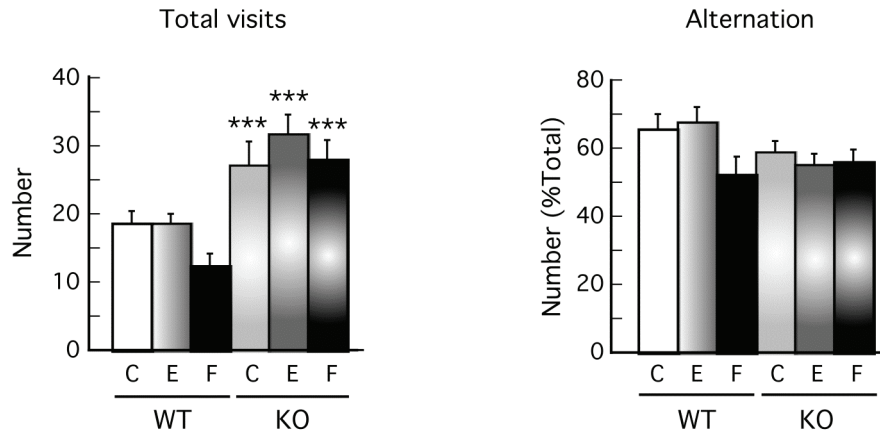 Total visits
Number
40
30
20
10
0
***
***
***
C E F C E F
WT KO
Alternation
Number (%Total)
80
60
40
20
0
C E F C E F
WT KO